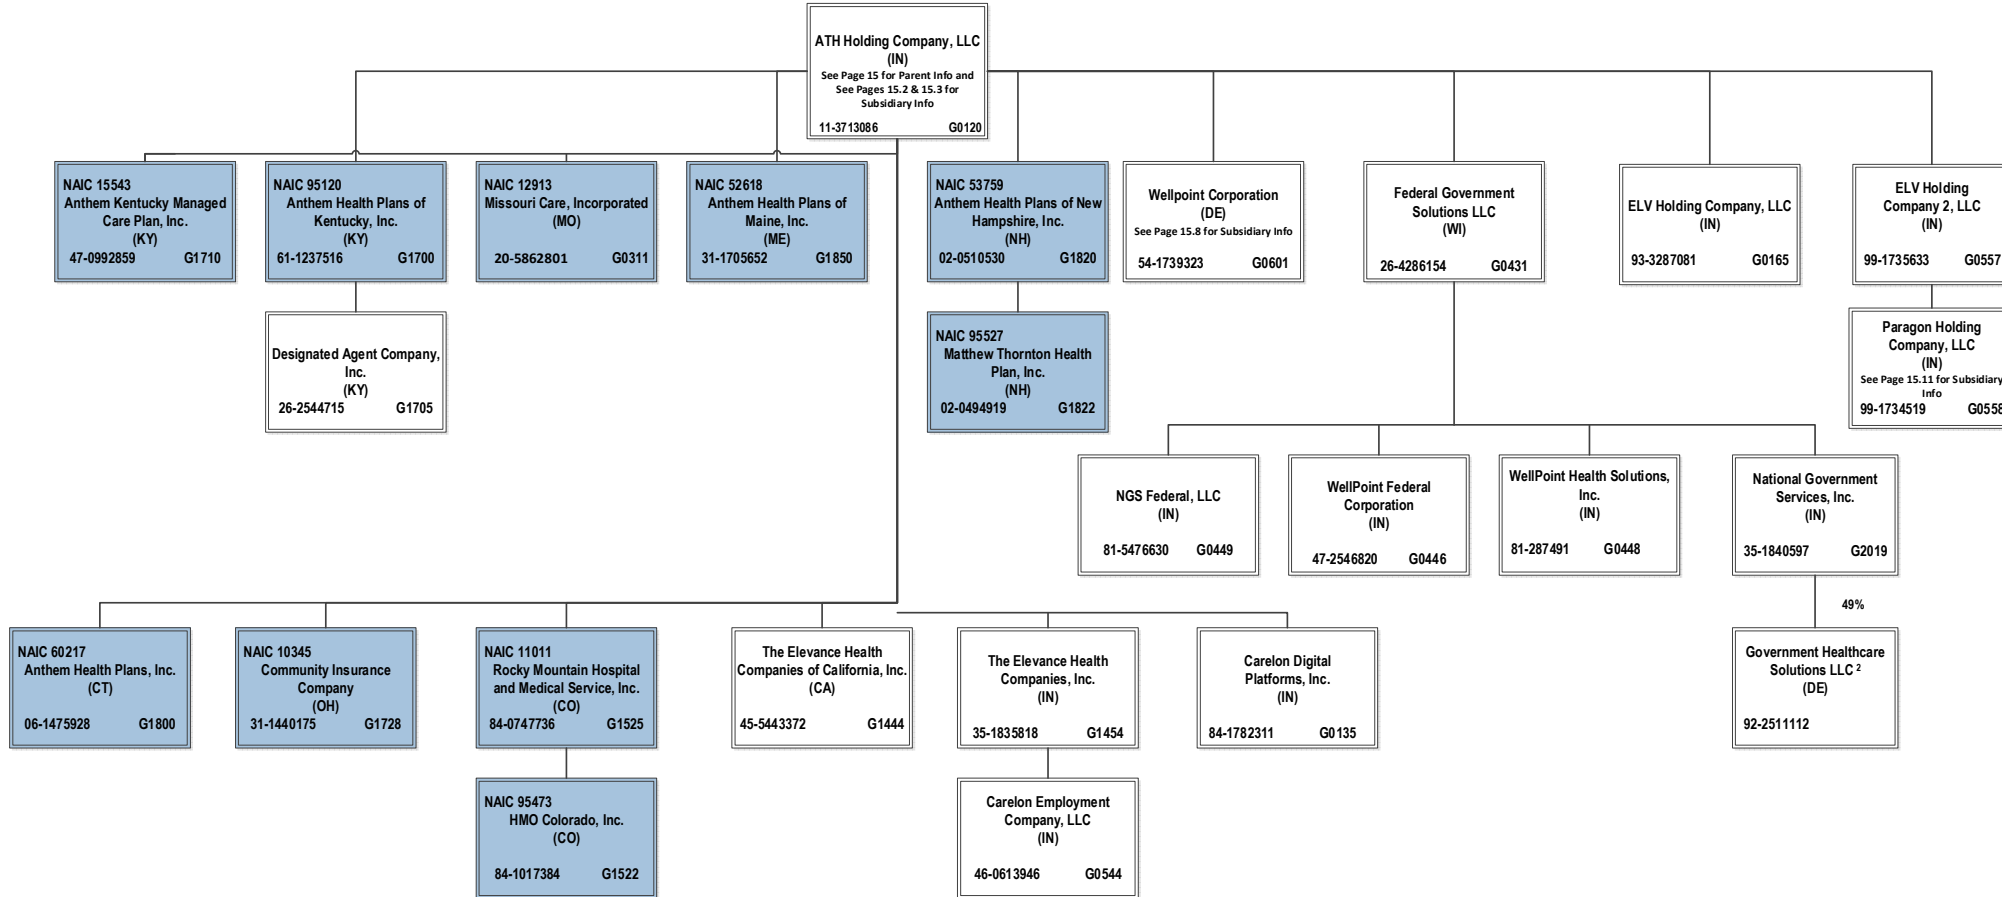 ATH Holding Company, LLC
(IN)
See Page 15 for Parent Info and
See Pages 15.2 & 15.3 for
Subsidiary Info
11-3713086 G0120
NAIC 15543
Anthem Kentucky Managed
Care Plan, Inc.
(KY)
47-0992859 G1710
NAIC 95120
Anthem Health Plans of
Kentucky, Inc.
(KY)
61-1237516 G1700
NAIC 12913
Missouri Care, Incorporated
(MO)
20-5862801 G0311
NAIC 52618
Anthem Health Plans of
Maine, Inc.
(ME)
31-1705652 G1850
NAIC 53759
Anthem Health Plans of New
Hampshire, Inc.
(NH)
02-0510530 G1820
Wellpoint Corporation
(DE)
See Page 15.8 for Subsidiary Info
54-1739323 G0601
Federal Government
Solutions LLC
(WI)
26-4286154 G0431
ELV Holding Company, LLC
(IN)
93-3287081 G0165
ELV Holding
Company 2, LLC
(IN)
99-1735633 G0557
Designated Agent Company,
Inc.
(KY)
26-2544715 G1705
NAIC 95527
Matthew Thornton Health
Plan, Inc.
(NH)
02-0494919 G1822
Paragon Holding
Company, LLC
(IN)
See Page 15.11 for Subsidiary
Info
99-1734519 G0558
NGS Federal, LLC
(IN)
81-5476630 G0449
WellPoint Federal
Corporation
(IN)
47-2546820 G0446
WellPoint Health Solutions,
Inc.
(IN)
81-287491 G0448
National Government
Services, Inc.
(IN)
35-1840597 G2019
49%
NAIC 60217
Anthem Health Plans, Inc.
(CT)
06-1475928 G1800
NAIC 10345
Community Insurance
Company
(OH)
31-1440175 G1728
NAIC 11011
Rocky Mountain Hospital
and Medical Service, Inc.
(CO)
84-0747736 G1525
The Elevance Health
Companies of California, Inc.
(CA)
45-5443372 G1444
The Elevance Health
Companies, Inc.
(IN)
35-1835818 G1454
Carelon Digital
Platforms, Inc.
(IN)
84-1782311 G0135
Government Healthcare
Solutions LLC ²
(DE)
92-2511112
NAIC 95473
HMO Colorado, Inc.
(CO)
84-1017384 G1522
Carelon Employment
Company, LLC
(IN)
46-0613946 G0544